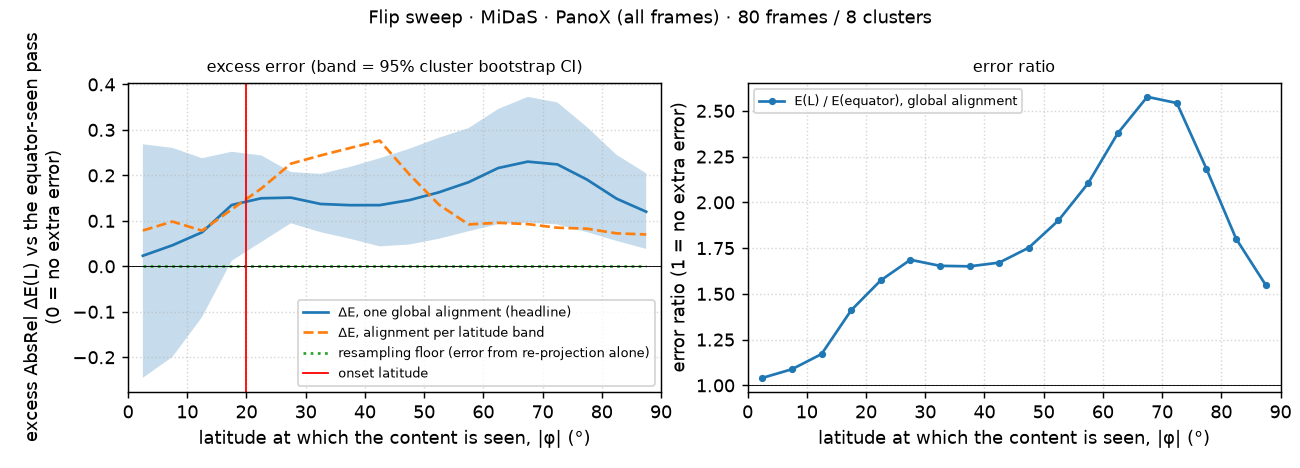 Flip sweep · MiDaS · PanoX (all frames) · 80 frames / 8 clusters
excess error (band = 95% cluster bootstrap CI)
excess AbsRel ΔE(L) vs the equator-seen pass
(0 = no extra error)
0.4
0.3
0.2
0.1
0.0
−0.1
−0.2
ΔE, one global alignment (headline)
ΔE, alignment per latitude band
resampling floor (error from re-projection alone)
onset latitude
0 10 20 30 40 50 60 70 80 90
latitude at which the content is seen, |φ| (°)
error ratio
error ratio (1 = no extra error)
E(L) / E(equator), global alignment
2.50
2.25
2.00
1.75
1.50
1.25
1.00
0 10 20 30 40 50 60 70 80 90
latitude at which the content is seen, |φ| (°)